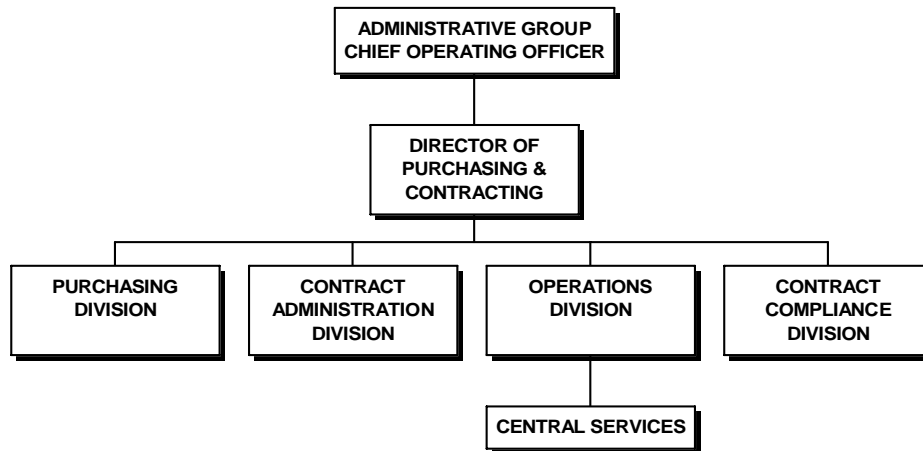 ADMINISTRATIVE GROUP
CHIEF OPERATING OFFICER
DIRECTOR OF
PURCHASING &
CONTRACTING
PURCHASING
DIVISION
CONTRACT
ADMINISTRATION
DIVISION
OPERATIONS
DIVISION
CONTRACT
COMPLIANCE
DIVISION
CENTRAL SERVICES